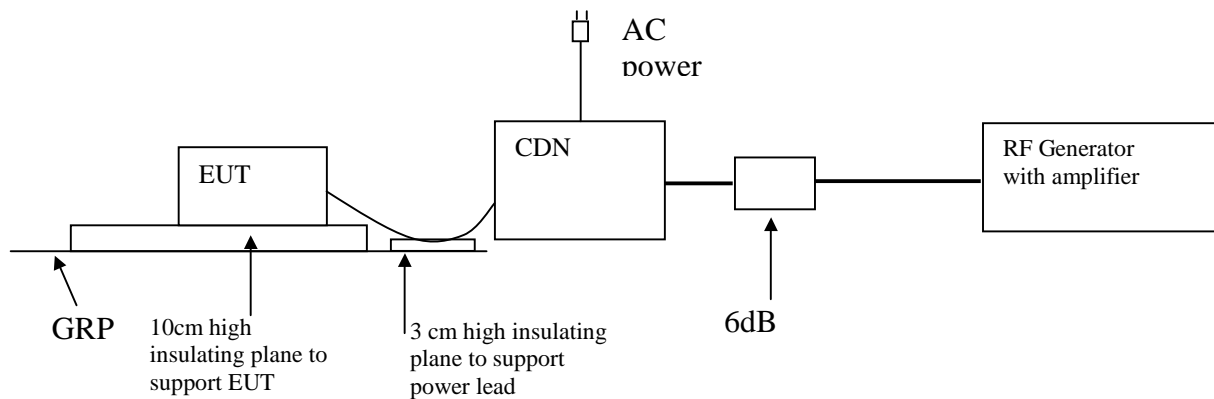 AC
power
EUT
CDN
RF Generator
with amplifier
GRP
10cm high
insulating plane to
support EUT
3 cm high insulating
plane to support
power lead
6dB